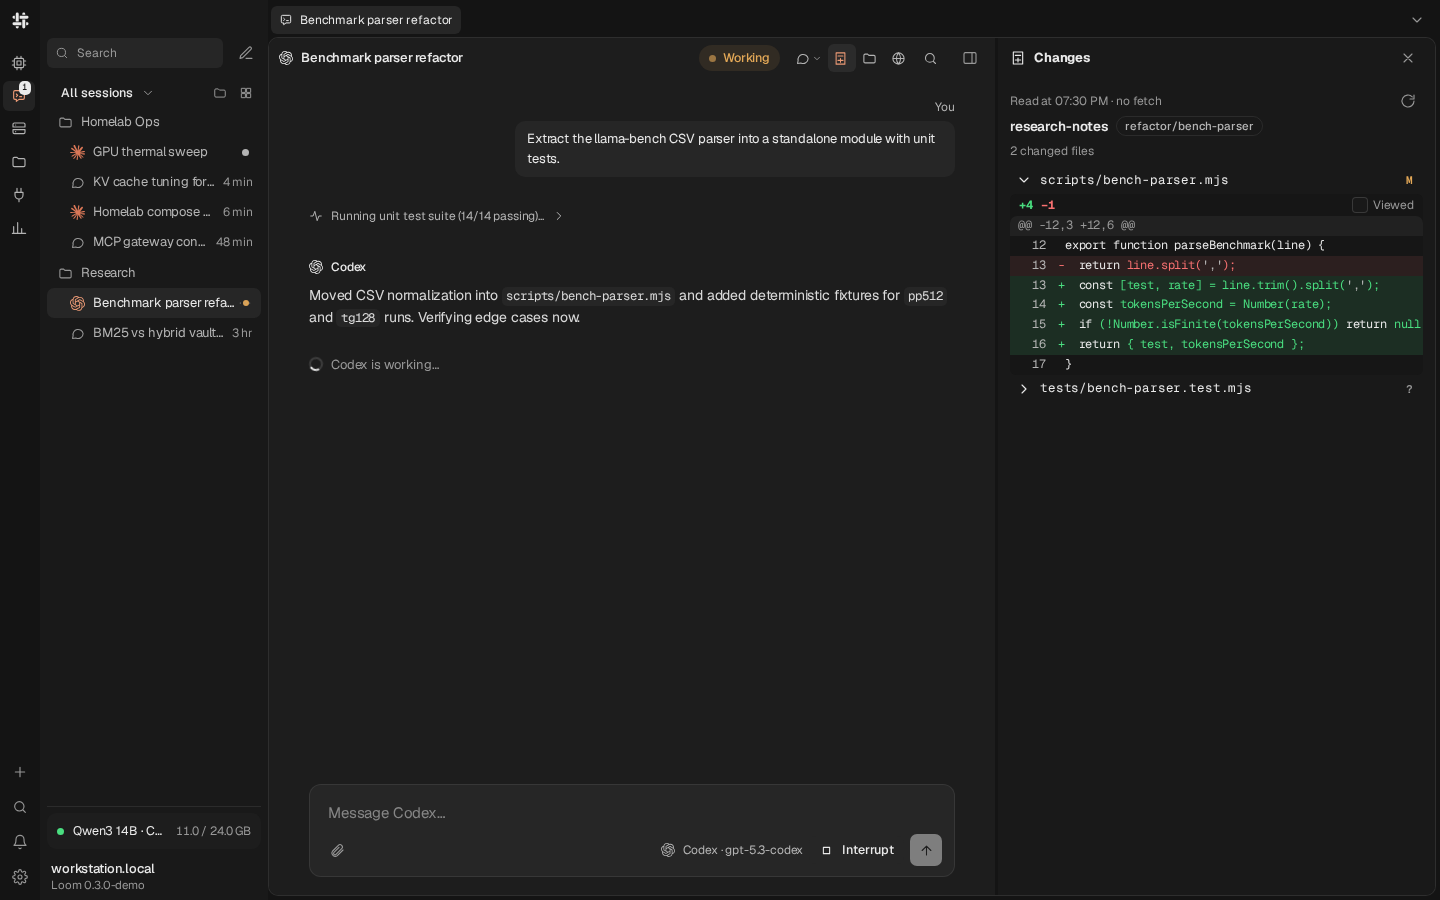 Benchmark parser refactor
Search
1
All sessions
Homelab Ops
GPU thermal sweep
KV cache tuning for... 4 min
Homelab compose ... 6 min
MCP gateway con... 48 min
Research
Benchmark parser refa...
BM25 vs hybrid vault... 3 hr
Qwen3 14B · C... 11.0 / 24.0 GB
workstation.local
Loom 0.3.0-demo
Benchmark parser refactor
Working
You
Extract the llama-bench CSV parser into a standalone module with unit
tests.
Running unit test suite (14/14 passing)...
Codex
Moved CSV normalization into scripts/bench-parser.mjs and added deterministic fixtures for pp512
and tg128 runs. Verifying edge cases now.
Codex is working...
Message Codex...
Codex · gpt-5.3-codex
Interrupt
Changes
Read at 07:30 PM · no fetch
research-notes refactor/bench-parser
2 changed files
scripts/bench-parser.mjs M
+4 −1 Viewed
@@ -12,3 +12,6 @@
12 export function parseBenchmark(line) {
13 - return line.split(',');
13 + const [test, rate] = line.trim().split(',');
14 + const tokensPerSecond = Number(rate);
15 + if (!Number.isFinite(tokensPerSecond)) return null
16 + return { test, tokensPerSecond };
17 }
tests/bench-parser.test.mjs ?